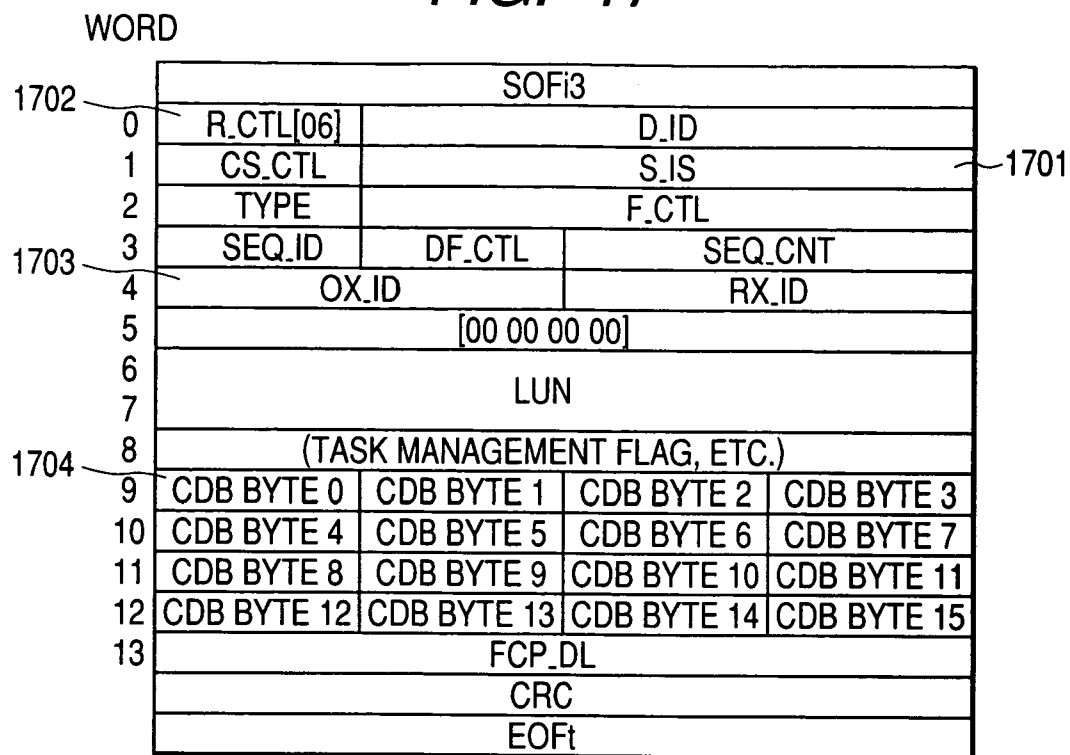 WORD
SOFi3
1702
0 R_CTL[06] D_ID
1 CS_CTL S_IS 1701
2 TYPE F_CTL
3 SEQ_ID DF_CTL SEQ_CNT
1703
4 OX_ID RX_ID
5 [00 00 00 00]
6
LUN
7
8 (TASK MANAGEMENT FLAG, ETC.)
1704
9 CDB BYTE 0 CDB BYTE 1 CDB BYTE 2 CDB BYTE 3
10 CDB BYTE 4 CDB BYTE 5 CDB BYTE 6 CDB BYTE 7
11 CDB BYTE 8 CDB BYTE 9 CDB BYTE 10 CDB BYTE 11
12 CDB BYTE 12 CDB BYTE 13 CDB BYTE 14 CDB BYTE 15
13 FCP_DL
CRC
EOFt